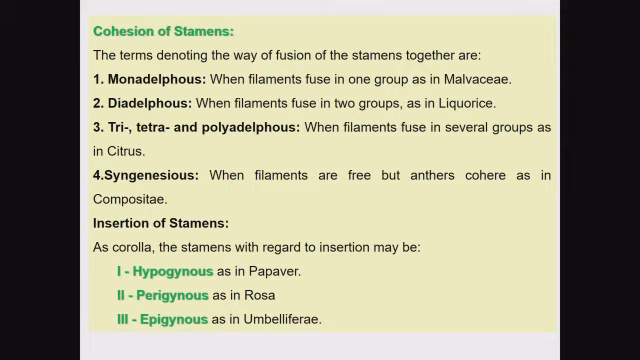 Cohesion of Stamens:
The terms denoting the way of fusion of the stamens together are:
1. Monadelphous: When filaments fuse in one group as in Malvaceae.
2. Diadelphous: When filaments fuse in two groups, as in Liquorice.
3. Tri-, tetra- and polyadelphous: When filaments fuse in several groups as
in Citrus.
4.Syngenesious: When filaments are free but anthers cohere as in
Compositae.
Insertion of Stamens:
As corolla, the stamens with regard to insertion may be:
I - Hypogynous as in Papaver.
II - Perigynous as in Rosa
III - Epigynous as in Umbelliferae.